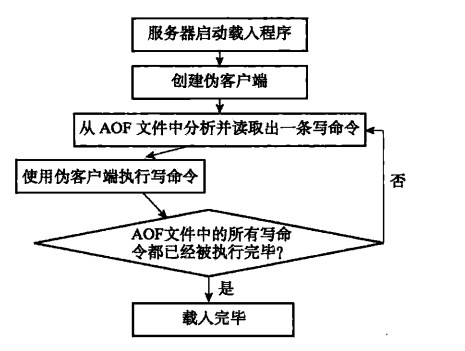 服务器启动载入程序
创建伪客户端
从 AOF 文件中分析并读取出一条写命令
使用伪客户端执行写命令
否
AOF文件中的所有写命
令都已经被执行完毕?
是
载入完毕